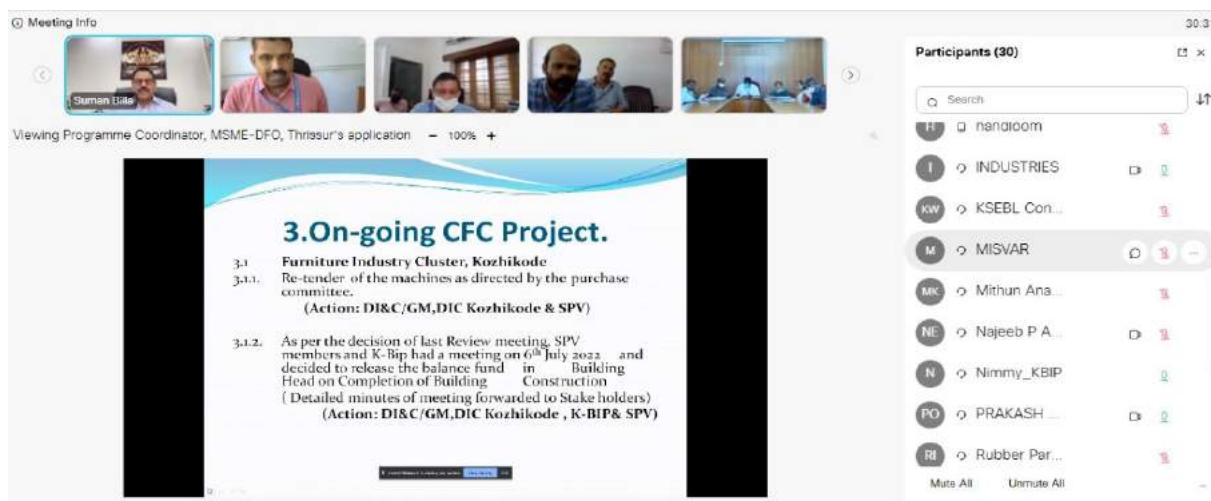 Meeting Info
30:3
Suman Billa
Viewing Programme Coordinator, MSME-DFO, Thrissur's application − 100% +
3.On-going CFC Project.
3.1 Furniture Industry Cluster, Kozhikode
3.1.1. Re-tender of the machines as directed by the purchase
committee.
(Action: DI&C/GM,DIC Kozhikode & SPV)
3.1.2. As per the decision of last Review meeting, SPV
members and K-Bip had a meeting on 6th July 2022 and
decided to release the balance fund in Building
Head on Completion of Building Construction
( Detailed minutes of meeting forwarded to Stake holders)
(Action: DI&C/GM,DIC Kozhikode , K-BIP& SPV)
Participants (30)
Search
H handloom
I INDUSTRIES
KW KSEBL Con...
M MISVAR
MK Mithun Ana...
NE Najeeb P A...
N Nimmy_KBIP
PO PRAKASH ...
RI Rubber Par...
Mute All Unmute All